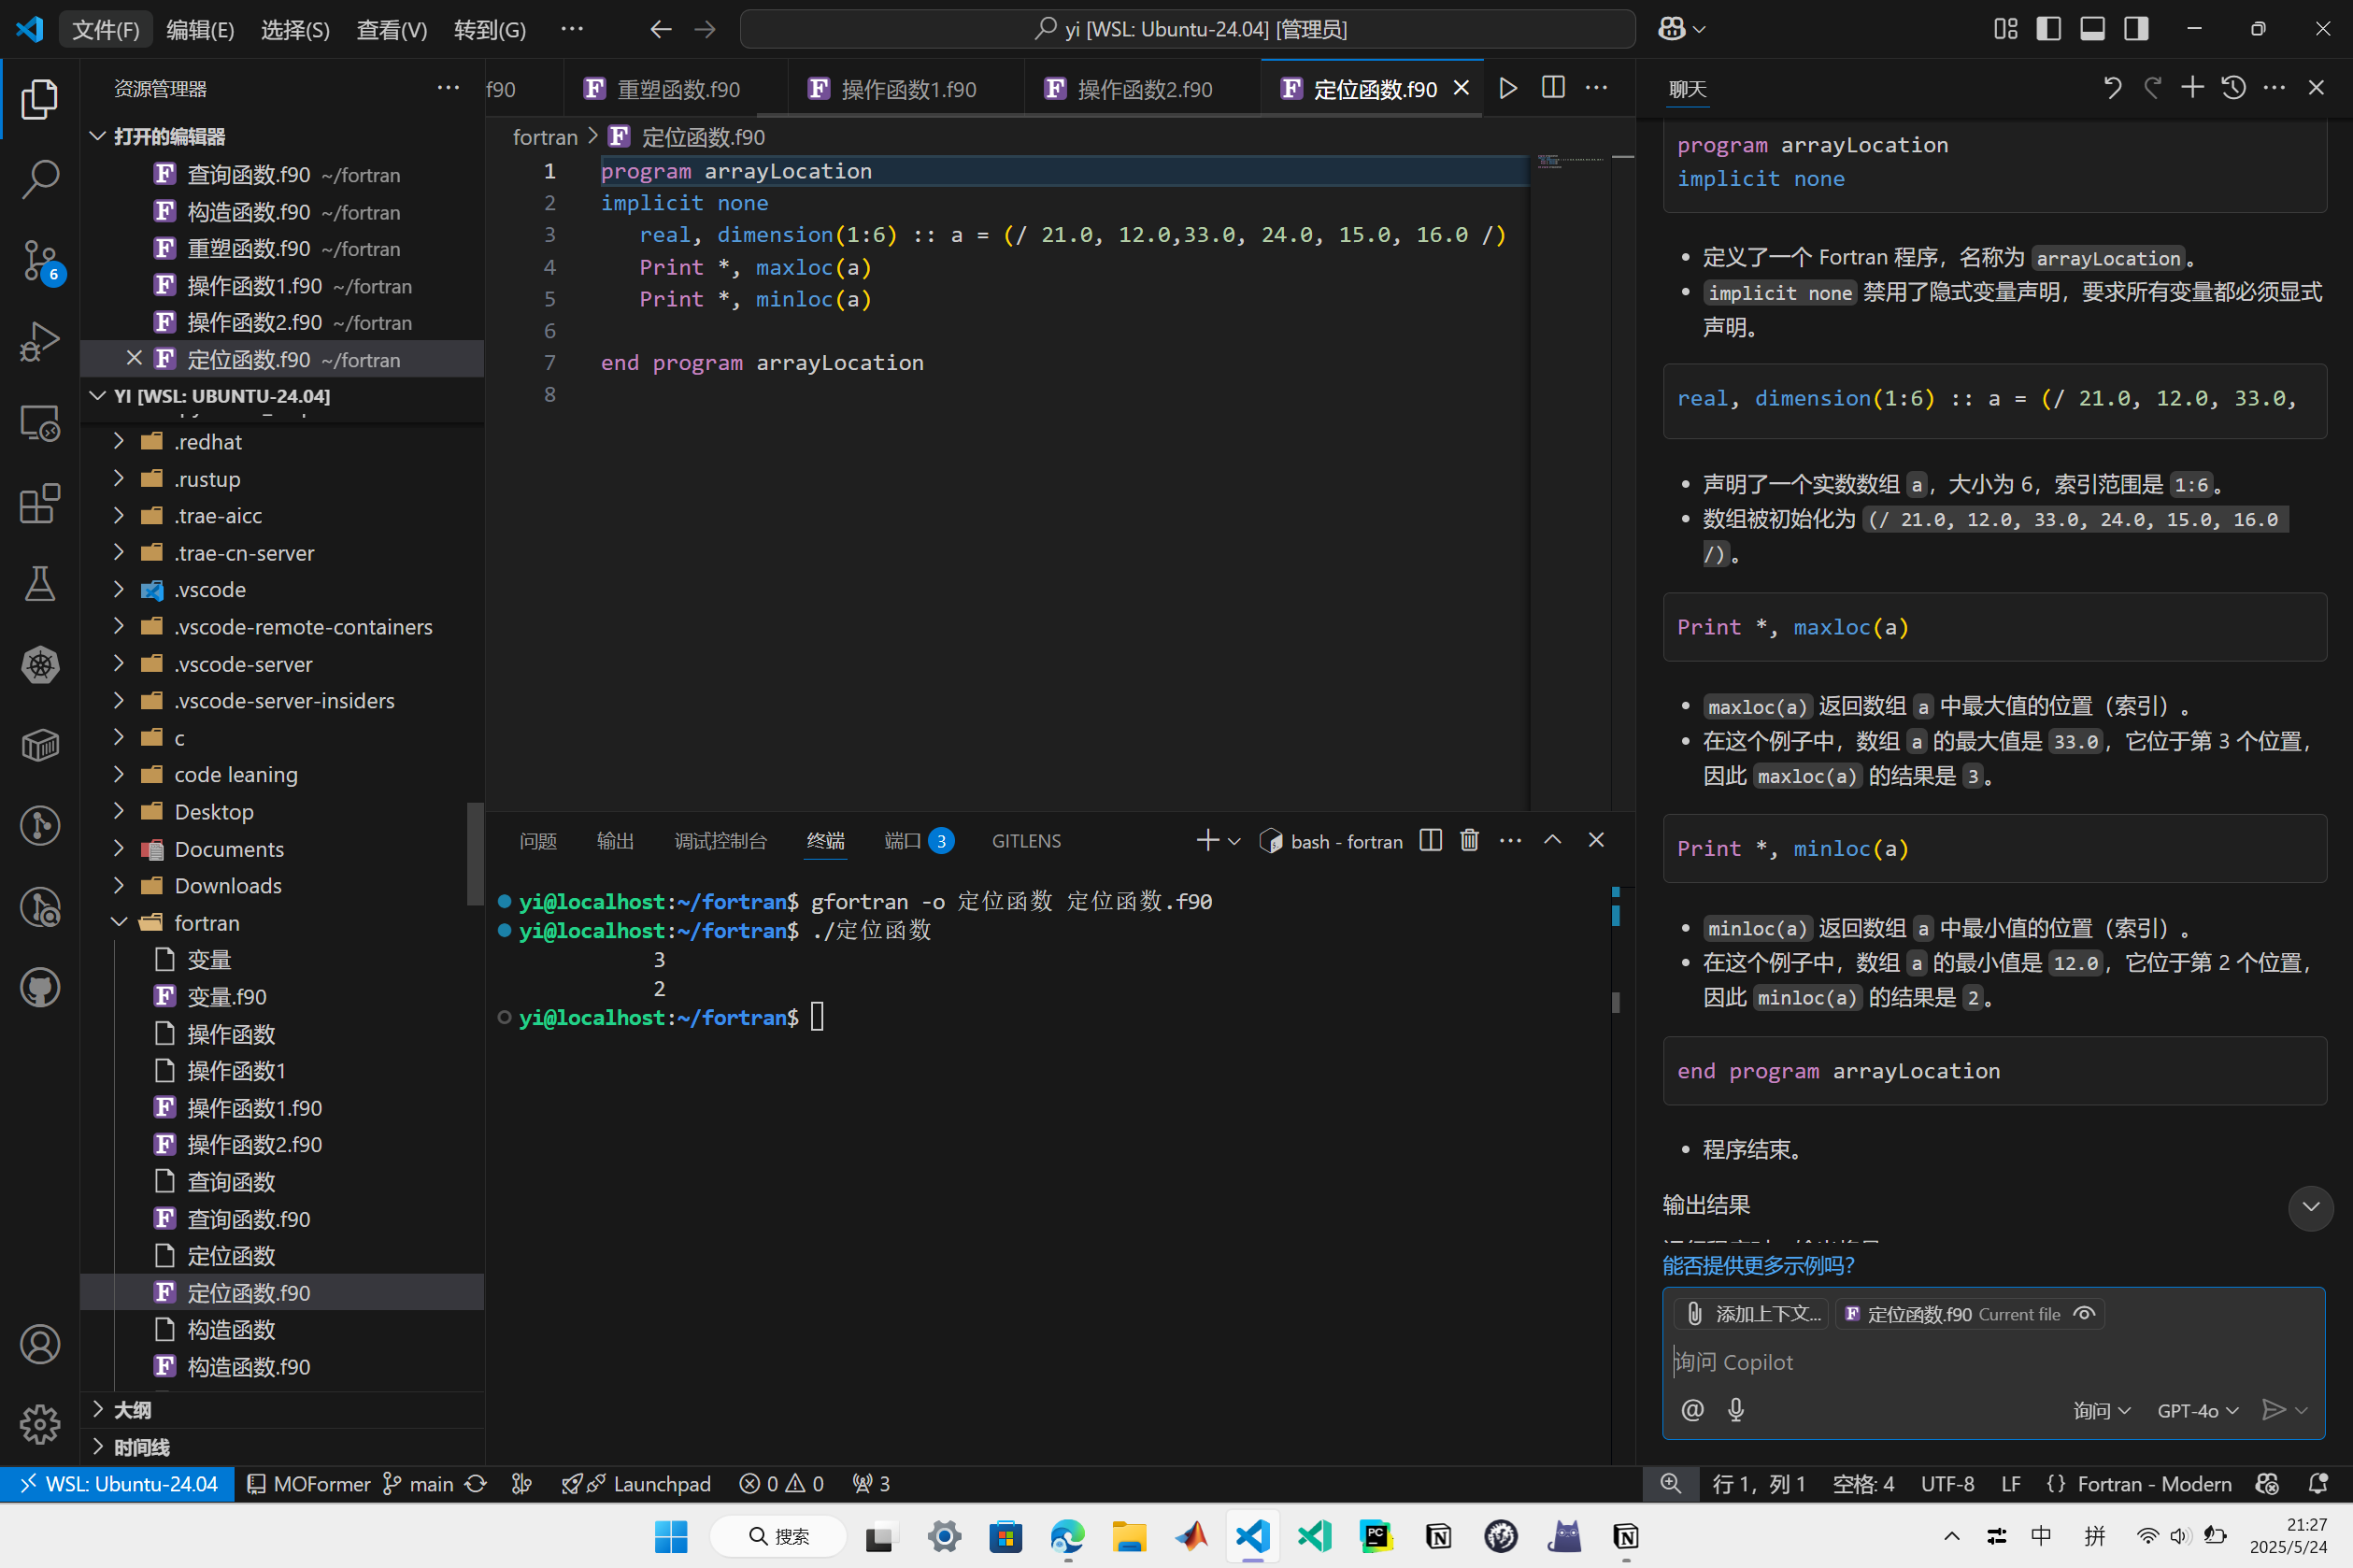 文件(F) 编辑(E) 选择(S) 查看(V) 转到(G) ···
yi [WSL: Ubuntu-24.04] [管理员]
资源管理器
打开的编辑器
查询函数.f90 ~/fortran
构造函数.f90 ~/fortran
重塑函数.f90 ~/fortran
操作函数1.f90 ~/fortran
操作函数2.f90 ~/fortran
定位函数.f90 ~/fortran
YI [WSL: UBUNTU-24.04]
.redhat
.rustup
.trae-aicc
.trae-cn-server
.vscode
.vscode-remote-containers
.vscode-server
.vscode-server-insiders
c
code leaning
Desktop
Documents
Downloads
fortran
变量
变量.f90
操作函数
操作函数1
操作函数1.f90
操作函数2.f90
查询函数
查询函数.f90
定位函数
定位函数.f90
构造函数
构造函数.f90
大纲
时间线
6
f90 重塑函数.f90 操作函数1.f90 操作函数2.f90 定位函数.f90
fortran > 定位函数.f90
1 program arrayLocation
2 implicit none
3 real, dimension(1:6) :: a = (/ 21.0, 12.0,33.0, 24.0, 15.0, 16.0 /)
4 Print *, maxloc(a)
5 Print *, minloc(a)
6
7 end program arrayLocation
8
问题 输出 调试控制台 终端 端口 3 GITLENS
bash - fortran
yi@localhost:~/fortran$ gfortran -o 定位函数 定位函数.f90
yi@localhost:~/fortran$ ./定位函数
3
2
yi@localhost:~/fortran$
聊天
program arrayLocation
implicit none
定义了一个 Fortran 程序，名称为 arrayLocation。
implicit none 禁用了隐式变量声明，要求所有变量都必须显式
声明。
real, dimension(1:6) :: a = (/ 21.0, 12.0, 33.0,
声明了一个实数数组 a，大小为 6，索引范围是 1:6。
数组被初始化为 (/ 21.0, 12.0, 33.0, 24.0, 15.0, 16.0
/)。
Print *, maxloc(a)
maxloc(a) 返回数组 a 中最大值的位置（索引）。
在这个例子中，数组 a 的最大值是 33.0，它位于第 3 个位置，
因此 maxloc(a) 的结果是 3。
Print *, minloc(a)
minloc(a) 返回数组 a 中最小值的位置（索引）。
在这个例子中，数组 a 的最小值是 12.0，它位于第 2 个位置，
因此 minloc(a) 的结果是 2。
end program arrayLocation
程序结束。
输出结果
能否提供更多示例吗?
添加上下文... 定位函数.f90 Current file
询问 Copilot
询问 GPT-4o
WSL: Ubuntu-24.04 MOFormer main Launchpad 0 0 3
行 1，列 1 空格: 4 UTF-8 LF {} Fortran - Modern
搜索
PC
中 拼
21:27
2025/5/24